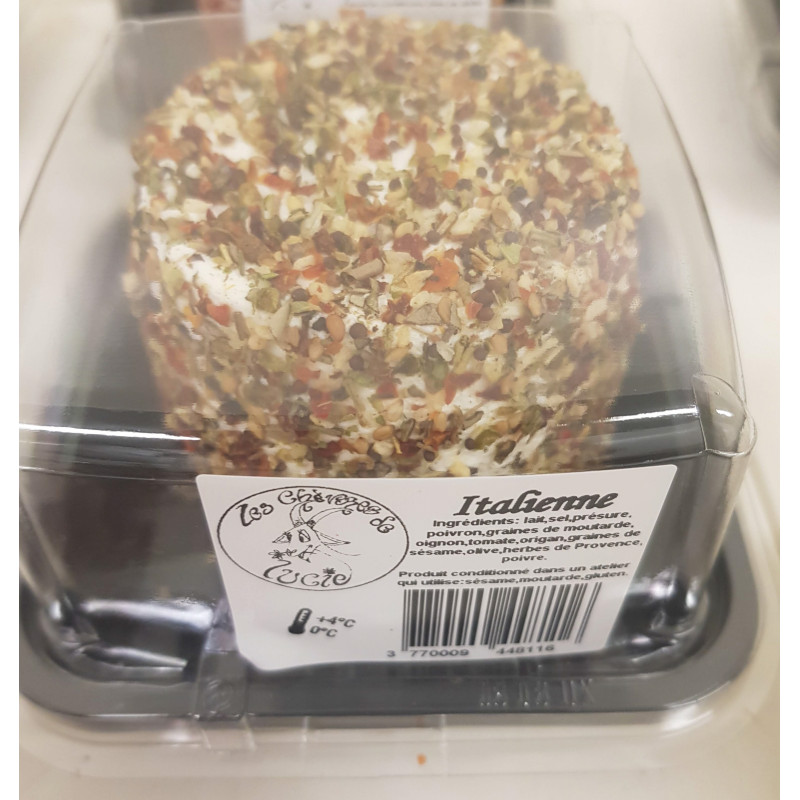 Les Chèvres de
Lucie
Italienne
Ingrédients: lait,sel,présure,
poivron,graines de moutarde,
oignon,tomate,origan,graines de
sésame,olive,herbes de Provence,
poivre.
Produit conditionné dans un atelier
qui utilise:sésame,moutarde,gluten.
+4°C
0°C
3 770009 448116